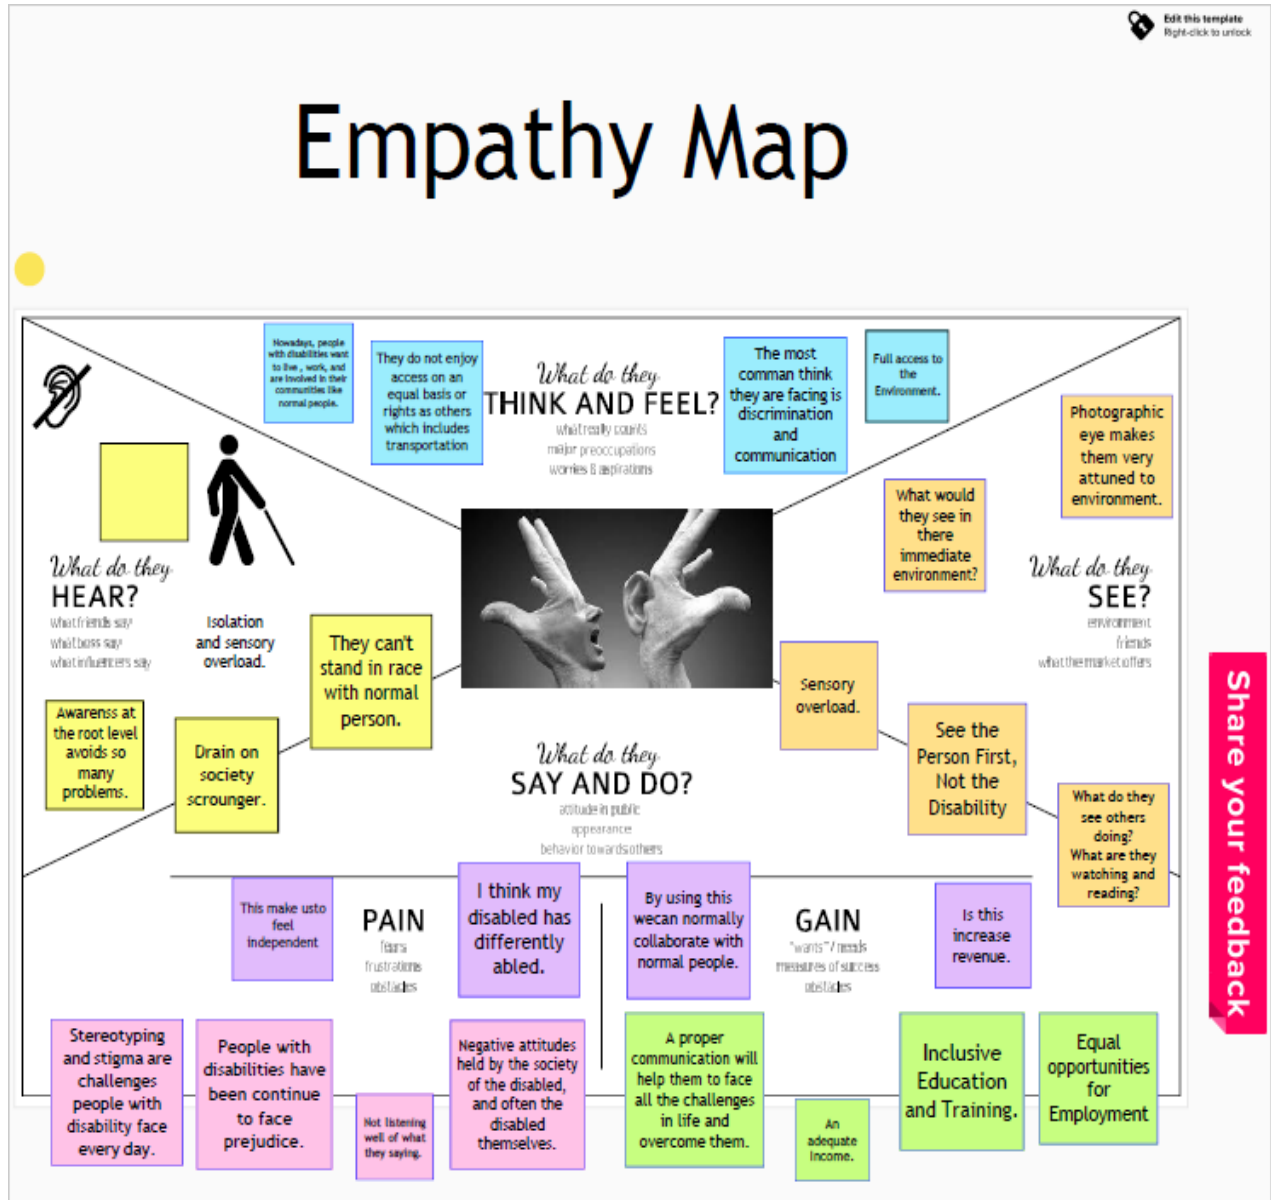 Edit this template
Right-click to unlock
Empathy Map
Nowadays, people
with disabilities want
to live , work, and
are involved in their
communities like
normal people.
They do not enjoy
access on an
equal basis or
rights as others
which includes
transportation
What do they
THINK AND FEEL?
what really counts
major preoccupations
worries & aspirations
The most
comman think
they are facing is
discrimination
and
communication
Full access to
the
Environment.
Photographic
eye makes
them very
attuned to
environment.
What would
they see in
there
immediate
environment?
What do they
HEAR?
what friends say
what boss say
what influencers say
Isolation
and sensory
overload.
They can't
stand in race
with normal
person.
Awarenss at
the root level
avoids so
many
problems.
Drain on
society
scrounger.
What do they
SEE?
environment
friends
what the market offers
Sensory
overload.
See the
Person First,
Not the
Disability
What do they
see others
doing?
What are they
watching and
reading?
What do they
SAY AND DO?
attitude in public
appearance
behavior towards others
This make usto
feel
independent
PAIN
fears
frustrations
obstacles
I think my
disabled has
differently
abled.
By using this
wecan normally
collaborate with
normal people.
GAIN
"wants" / needs
measures of success
obstacles
Is this
increase
revenue.
Stereotyping
and stigma are
challenges
people with
disability face
every day.
People with
disabilities have
been continue
to face
prejudice.
Not listening
well of what
they saying.
Negative attitudes
held by the society
of the disabled,
and often the
disabled
themselves.
A proper
communication will
help them to face
all the challenges
in life and
overcome them.
An
adequate
income.
Inclusive
Education
and Training.
Equal
opportunities
for
Employment
Share your feedback